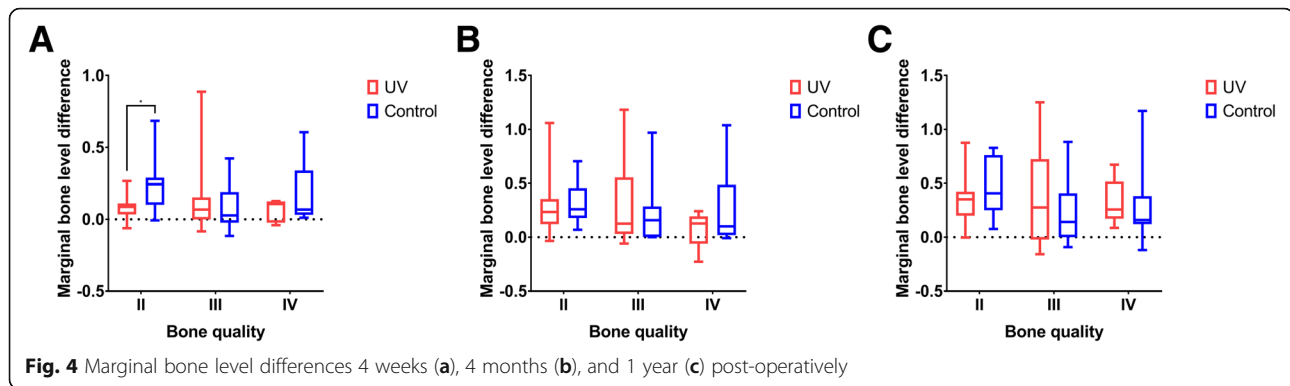 A
Marginal bone level difference
1.0
0.5
0.0
-0.5
II III IV
Bone quality
UV
Control
*
B
Marginal bone level difference
1.5
1.0
0.5
0.0
-0.5
II III IV
Bone quality
UV
Control
C
Marginal bone level difference
1.5
1.0
0.5
0.0
-0.5
II III IV
Bone quality
UV
Control
Fig. 4 Marginal bone level differences 4 weeks (a), 4 months (b), and 1 year (c) post-operatively